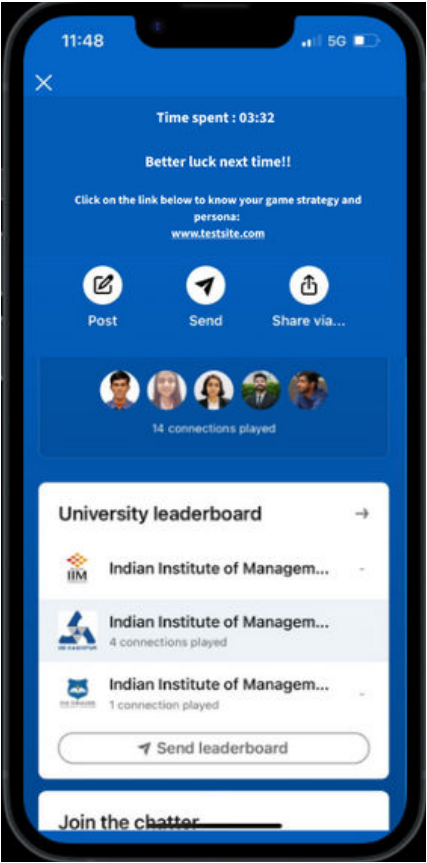 11:48
5G
Time spent : 03:32
Better luck next time!!
Click on the link below to know your game strategy and
persona:
www.testsite.com
Post
Send
Share via...
14 connections played
University leaderboard
IIM
Indian Institute of Managem...
-
Indian Institute of Managem...
4 connections played
Indian Institute of Managem...
1 connection played
-
Send leaderboard
Join the chatter